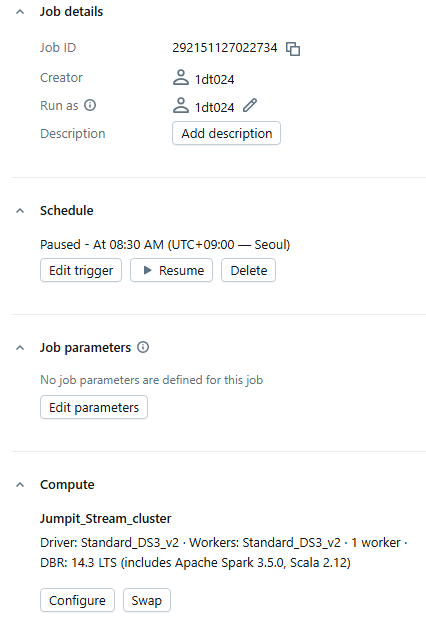 Job details
Job ID 292151127022734
Creator 1dt024
Run as 1dt024
Description Add description
Schedule
Paused - At 08:30 AM (UTC+09:00 — Seoul)
Edit trigger Resume Delete
Job parameters
No job parameters are defined for this job
Edit parameters
Compute
Jumpit_Stream_cluster
Driver: Standard_DS3_v2 · Workers: Standard_DS3_v2 · 1 worker ·
DBR: 14.3 LTS (includes Apache Spark 3.5.0, Scala 2.12)
Configure Swap